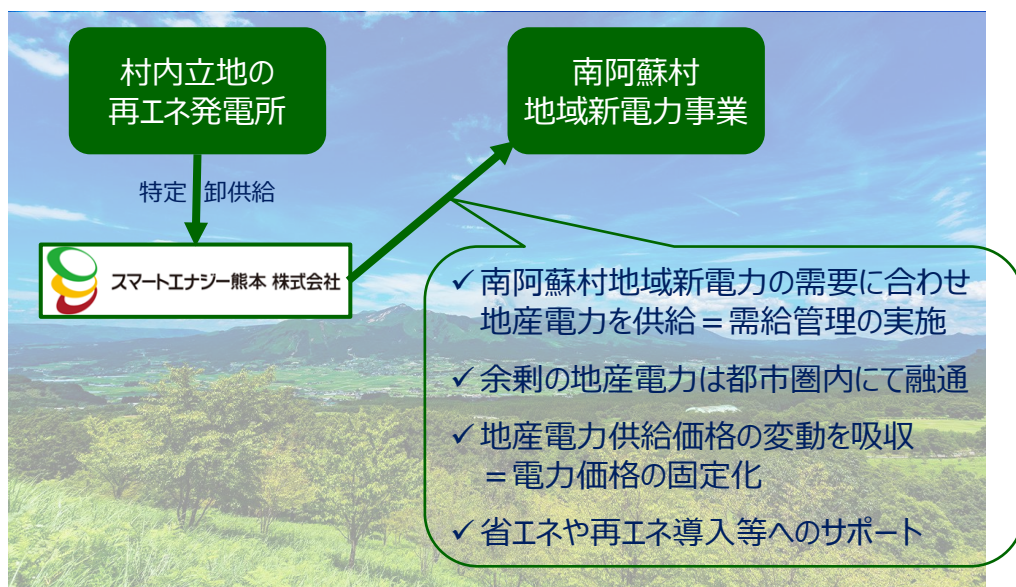 村内立地の
再エネ発電所
南阿蘇村
地域新電力事業
特定 卸供給
スマートエナジー熊本 株式会社
✓南阿蘇村地域新電力の需要に合わせ
地産電力を供給＝需給管理の実施
✓余剰の地産電力は都市圏内にて融通
✓地産電力供給価格の変動を吸収
＝電力価格の固定化
✓省エネや再エネ導入等へのサポート